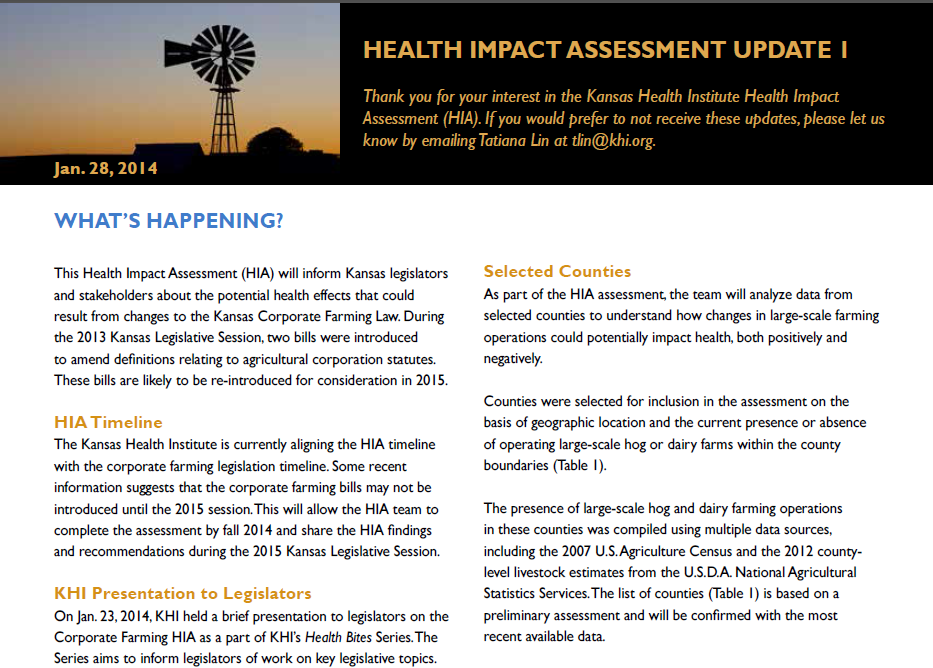 HEALTH IMPACT ASSESSMENT UPDATE 1
Thank you for your interest in the Kansas Health Institute Health Impact
Assessment (HIA). If you would prefer to not receive these updates, please let us
know by emailing Tatiana Lin at tlin@khi.org.
Jan. 28, 2014
WHAT'S HAPPENING?
This Health Impact Assessment (HIA) will inform Kansas legislators
and stakeholders about the potential health effects that could
result from changes to the Kansas Corporate Farming Law. During
the 2013 Kansas Legislative Session, two bills were introduced
to amend definitions relating to agricultural corporation statutes.
These bills are likely to be re-introduced for consideration in 2015.
HIA Timeline
The Kansas Health Institute is currently aligning the HIA timeline
with the corporate farming legislation timeline. Some recent
information suggests that the corporate farming bills may not be
introduced until the 2015 session. This will allow the HIA team to
complete the assessment by fall 2014 and share the HIA findings
and recommendations during the 2015 Kansas Legislative Session.
KHI Presentation to Legislators
On Jan. 23, 2014, KHI held a brief presentation to legislators on the
Corporate Farming HIA as a part of KHI's Health Bites Series. The
Series aims to inform legislators of work on key legislative topics.
Selected Counties
As part of the HIA assessment, the team will analyze data from
selected counties to understand how changes in large-scale farming
operations could potentially impact health, both positively and
negatively.
Counties were selected for inclusion in the assessment on the
basis of geographic location and the current presence or absence
of operating large-scale hog or dairy farms within the county
boundaries (Table 1).
The presence of large-scale hog and dairy farming operations
in these counties was compiled using multiple data sources,
including the 2007 U.S. Agriculture Census and the 2012 county-
level livestock estimates from the U.S.D.A. National Agricultural
Statistics Services. The list of counties (Table 1) is based on a
preliminary assessment and will be confirmed with the most
recent available data.